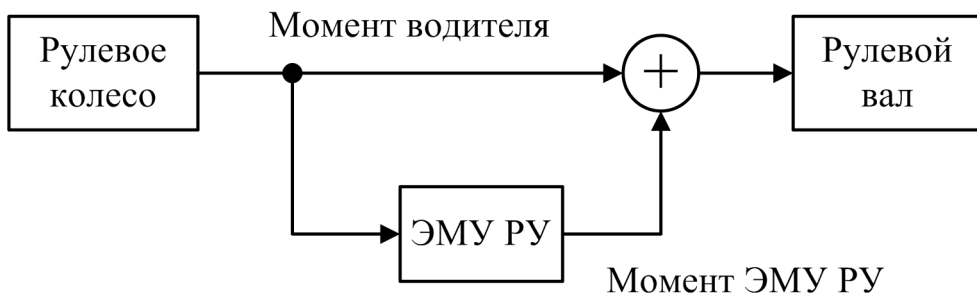 Рулевое
колесо
Момент водителя
+
Рулевой
вал
ЭМУ РУ
Момент ЭМУ РУ